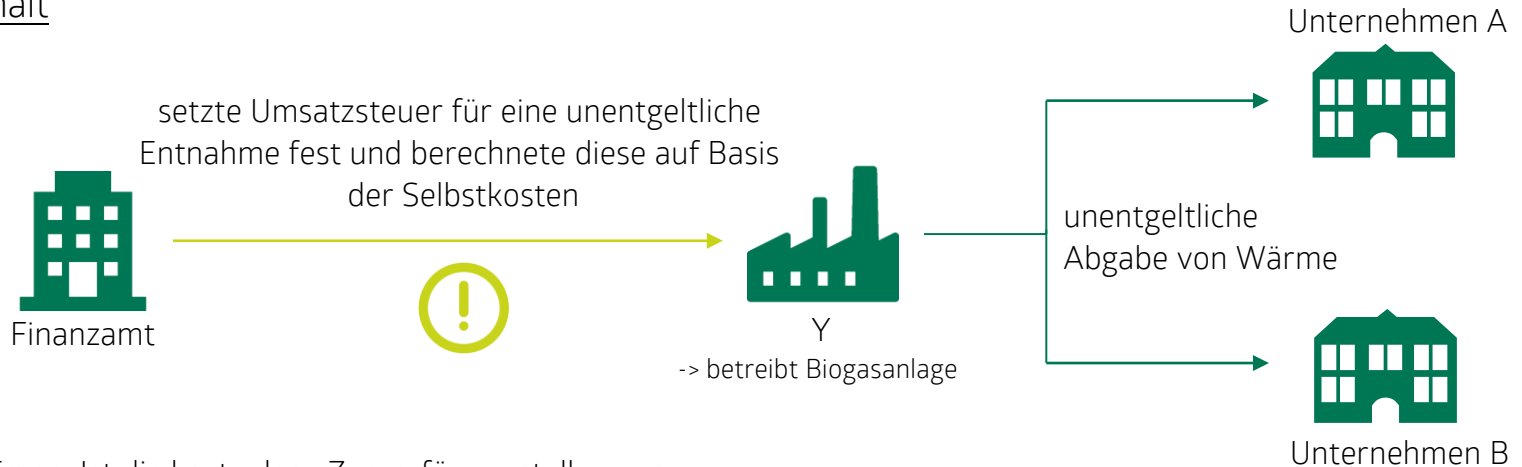 Unternehmen A
setzte Umsatzsteuer für eine unentgeltliche
Entnahme fest und berechnete diese auf Basis
der Selbstkosten
unentgeltliche
Abgabe von Wärme
Finanzamt
Y
-> betreibt Biogasanlage
Unternehmen B